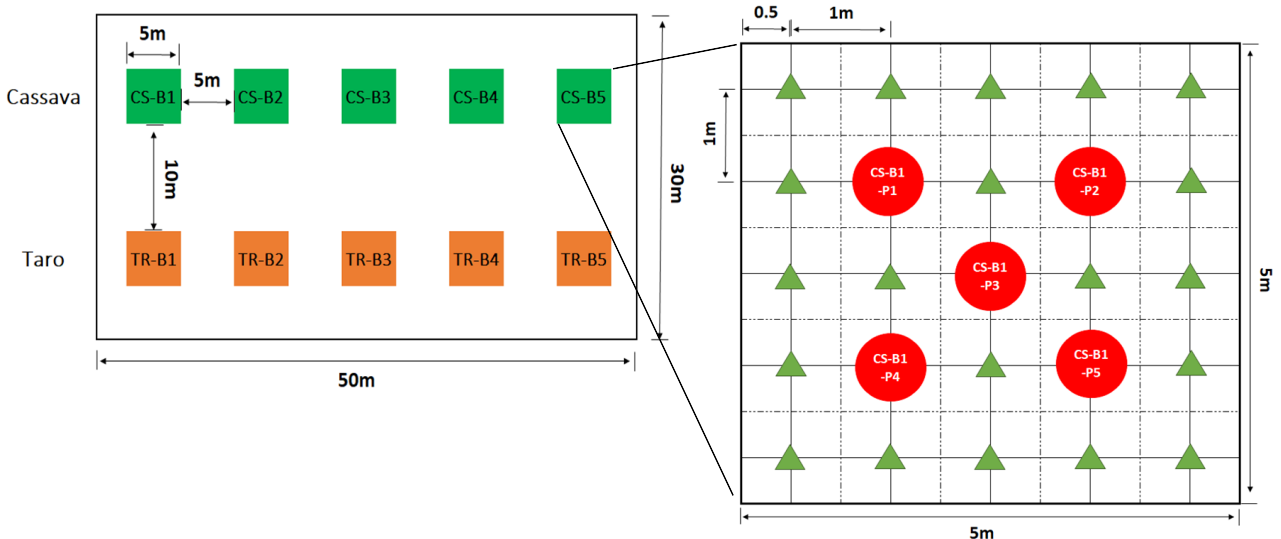 5m
Cassava
CS-B1
5m
CS-B2
CS-B3
CS-B4
CS-B5
10m
30m
Taro
TR-B1
TR-B2
TR-B3
TR-B4
TR-B5
50m
0.5
1m
1m
CS-B1
-P1
CS-B1
-P2
CS-B1
-P3
CS-B1
-P4
CS-B1
-P5
5m
5m